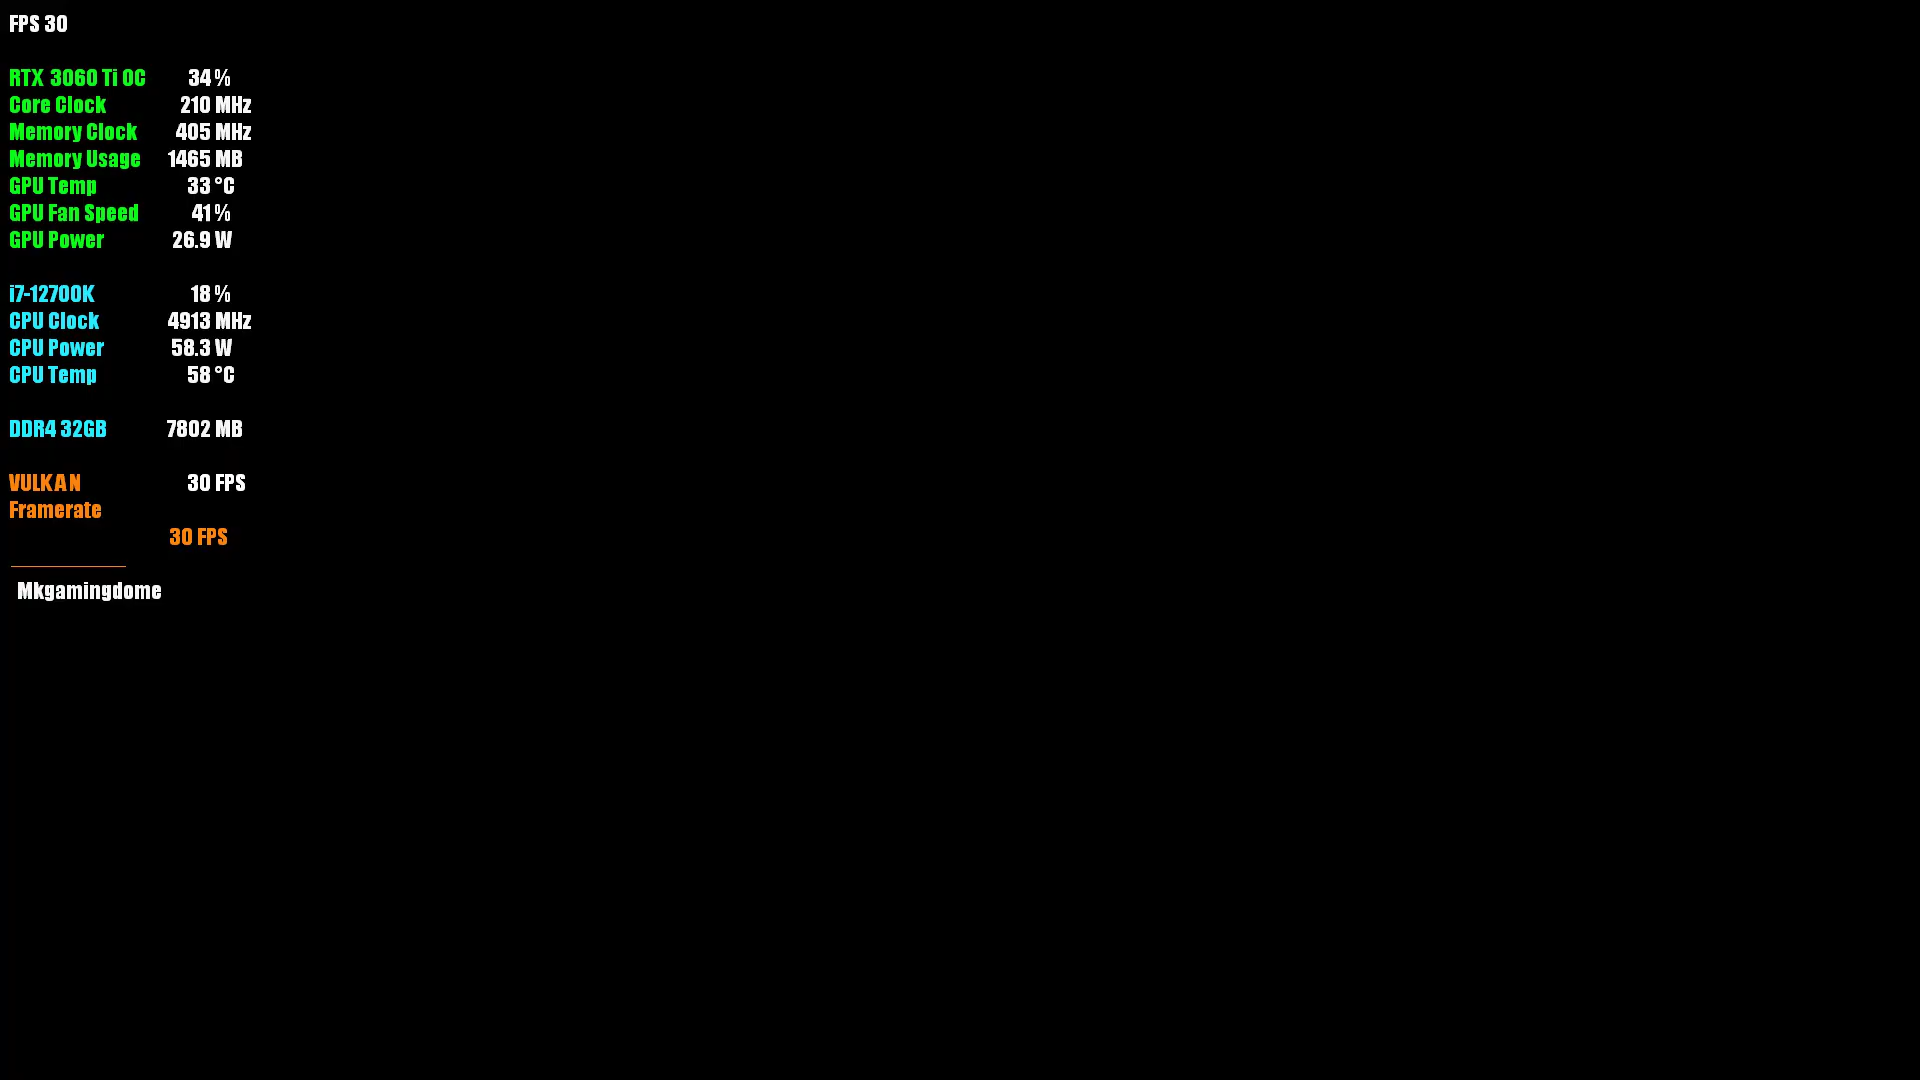 FPS 30
RTX 3060 Ti OC 34 %
Core Clock 210 MHz
Memory Clock 405 MHz
Memory Usage 1465 MB
GPU Temp 33 °C
GPU Fan Speed 41 %
GPU Power 26.9 W
i7-12700K 18 %
CPU Clock 4913 MHz
CPU Power 58.3 W
CPU Temp 58 °C
DDR4 32GB 7802 MB
VULKAN 30 FPS
Framerate
30 FPS
Mkgamingdome